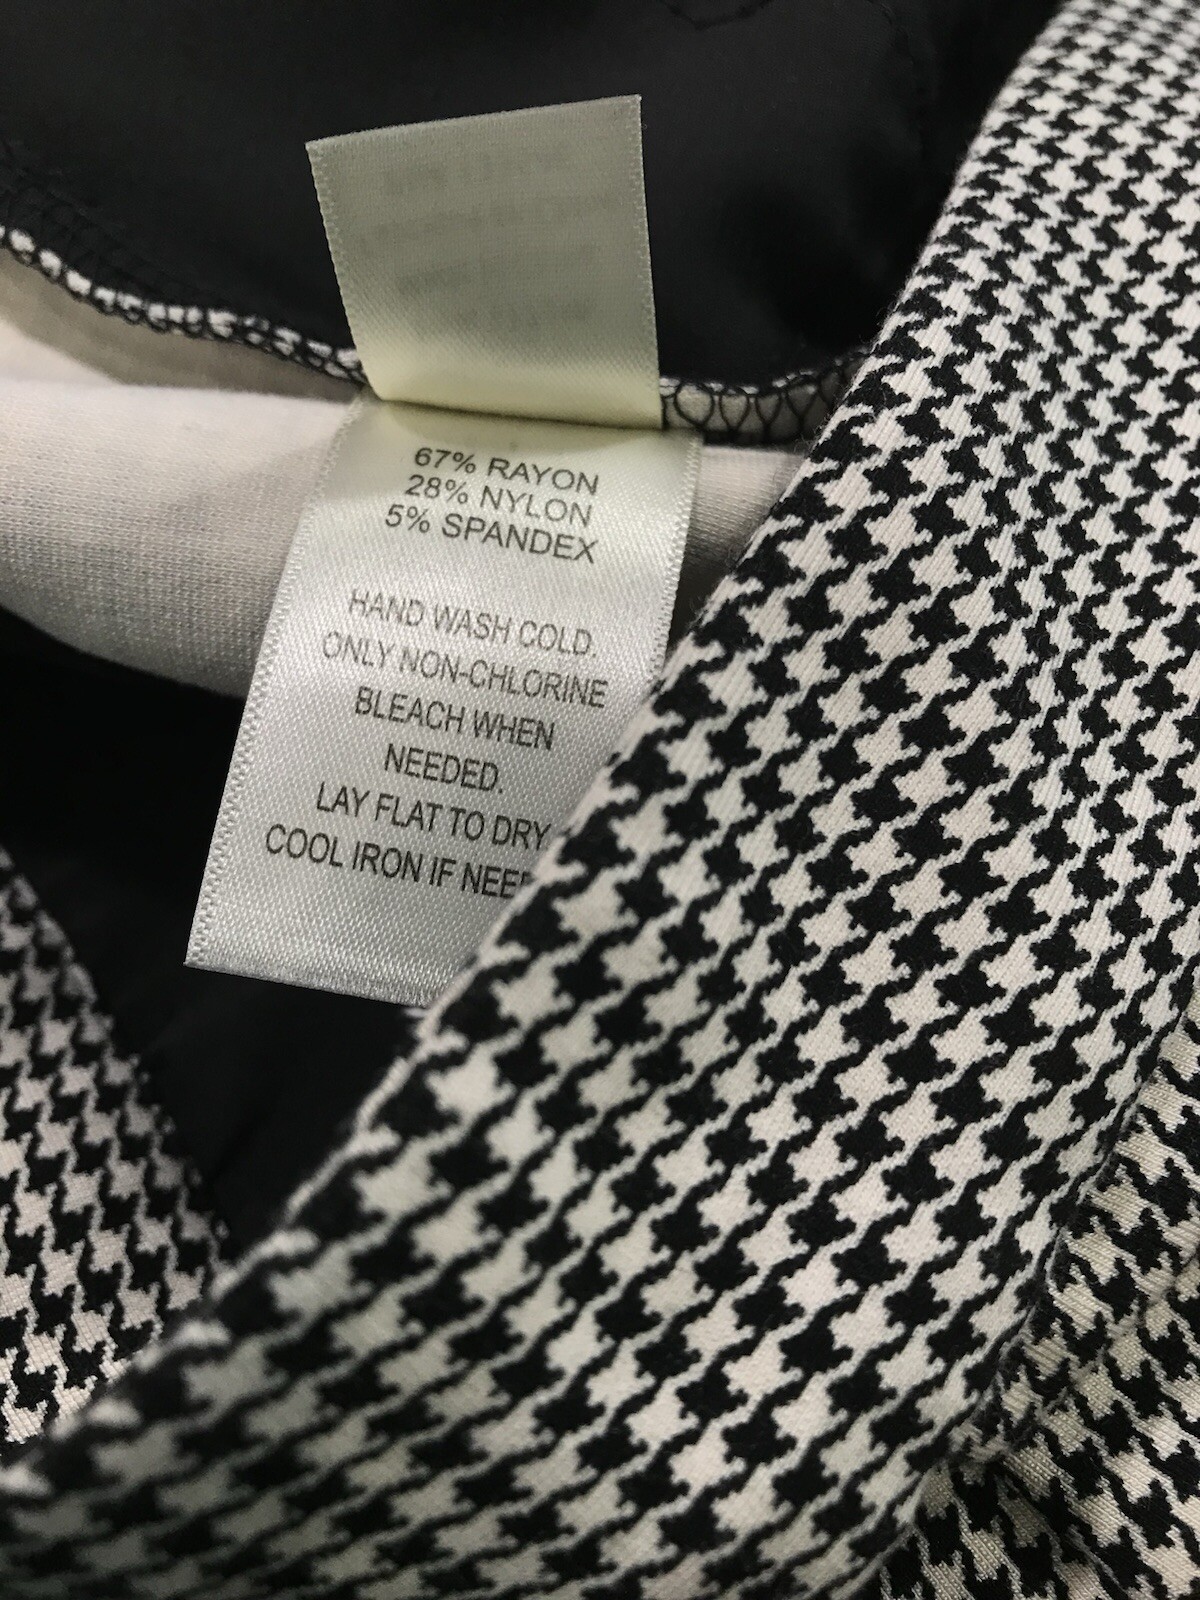 67% RAYON
28% NYLON
5% SPANDEX
HAND WASH COLD.
ONLY NON-CHLORINE
BLEACH WHEN
NEEDED.
LAY FLAT TO DRY
COOL IRON IF